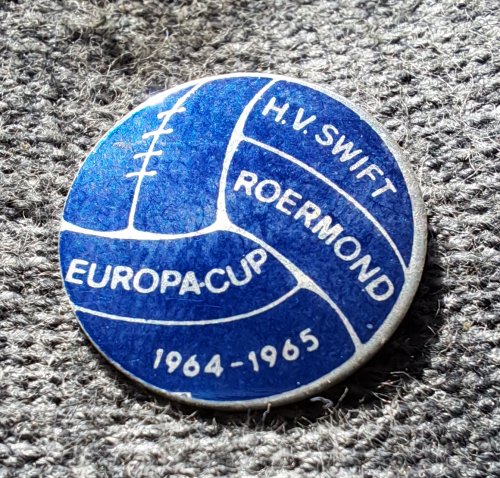 H.V. SWIFT
ROERMOND
EUROPA-CUP
1964-1965